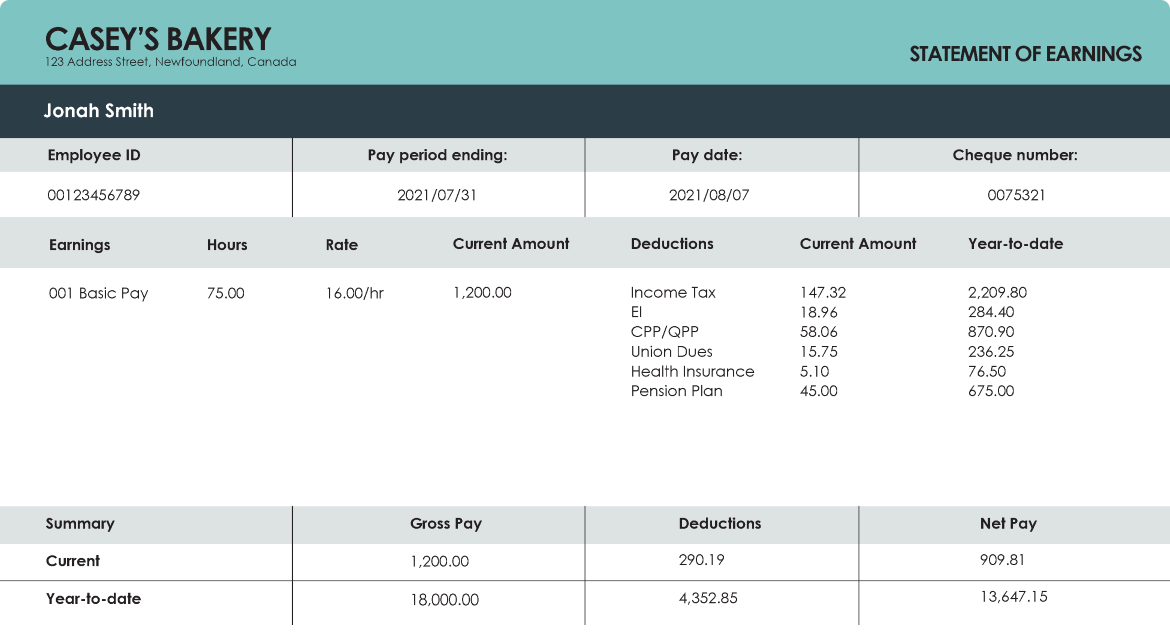 CASEY'S BAKERY
123 Address Street, Newfoundland, Canada
STATEMENT OF EARNINGS
Jonah Smith
Employee ID Pay period ending: Pay date: Cheque number:
00123456789 2021/07/31 2021/08/07 0075321
Earnings Hours Rate Current Amount Deductions Current Amount Year-to-date
001 Basic Pay 75.00 16.00/hr 1,200.00 Income Tax 147.32 2,209.80
EI 18.96 284.40
CPP/QPP 58.06 870.90
Union Dues 15.75 236.25
Health Insurance 5.10 76.50
Pension Plan 45.00 675.00
Summary Gross Pay Deductions Net Pay
Current 1,200.00 290.19 909.81
Year-to-date 18,000.00 4,352.85 13,647.15